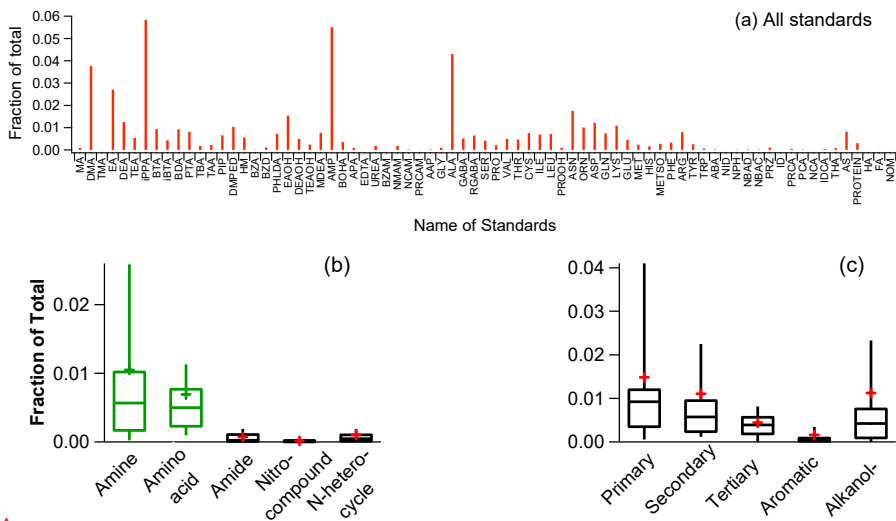 (a) All standards
Fraction of total
0.06
0.05
0.04
0.03
0.02
0.01
0.00
MA
DMA
TMA
EA
DEA
TEA
iPPA
BTA
iBTA
BDA
PTA
TBA
TAA
PIP
DMPED
HM
BZA
BZD
PHLDA
EAOH
DEAOH
TEAOH
MDEA
AMP
BOHA
APA
EDTA
UREA
BZAM
NMAM
NCAM
PRCAM
AAP
GLY
ALA
GABA
RGABA
SER
PRO
VAL
THR
CYS
ILE
LEU
PROOH
ASN
ORN
ASP
GLN
LYS
GLU
MET
HIS
METSO
PHE
ARG
TYR
TRP
ABA
NID
NPH
NBAD
NBAC
PRZ
ID
PRCA
PCA
NCA
IDCA
THA
AS
PROTEIN
HA
FA
NOM
Name of Standards
(b)
Fraction of Total
0.02
0.01
0.00
Amine
Amino
acid
Amide
Nitro-
compound
N-hetero-
cycle
(c)
0.04
0.03
0.02
0.01
0.00
Primary
Secondary
Tertiary
Aromatic
Alkanol-